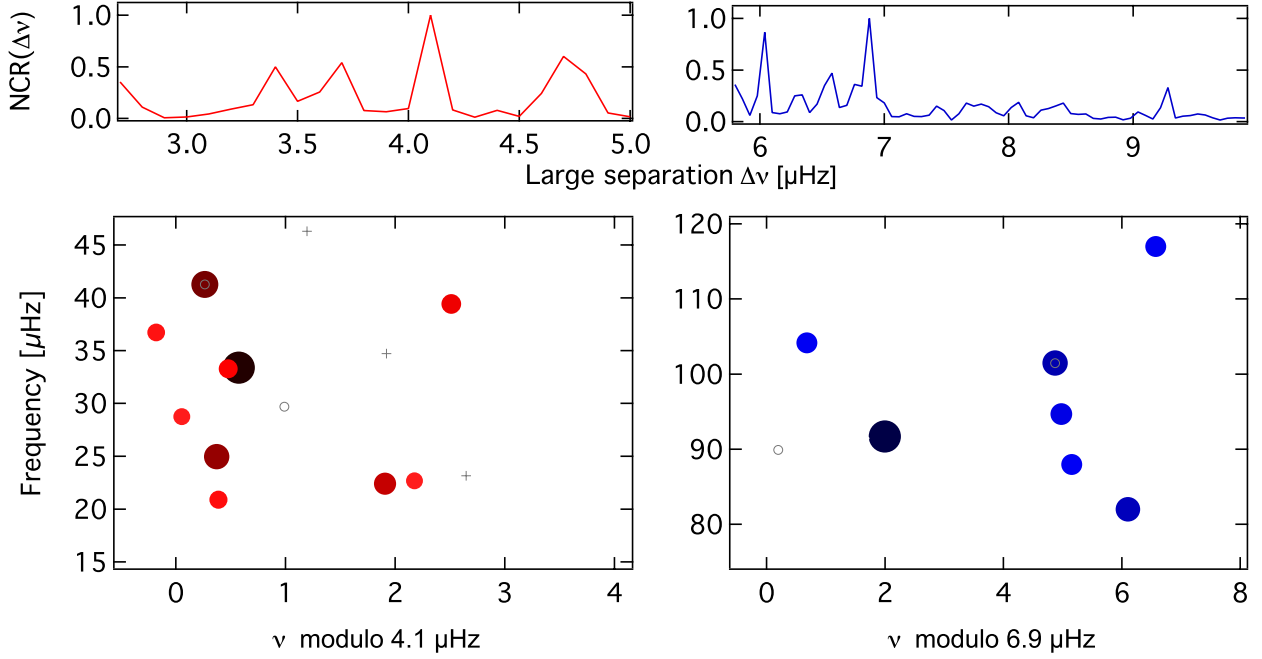 NCR(Δν)
1.0
0.5
0.0
3.0 3.5 4.0 4.5 5.0
1.0
0.5
0.0
6 7 8 9
Large separation Δν [µHz]
Frequency [µHz]
45
40
35
30
25
20
15
0 1 2 3 4
ν modulo 4.1 µHz
120
110
100
90
80
0 2 4 6 8
ν modulo 6.9 µHz